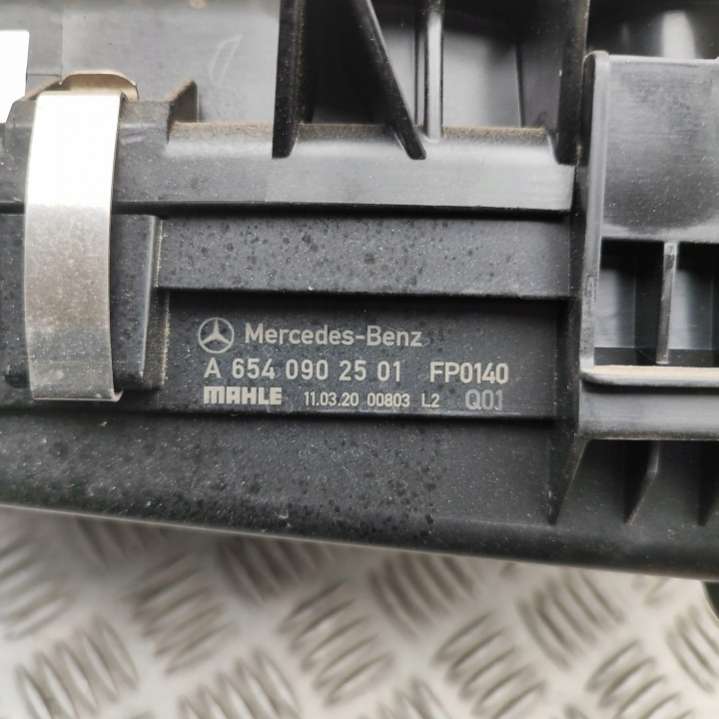 Mercedes-Benz
A 654 090 25 01 FP0140
MAHLE 11.03.20 00803 L2 Q01